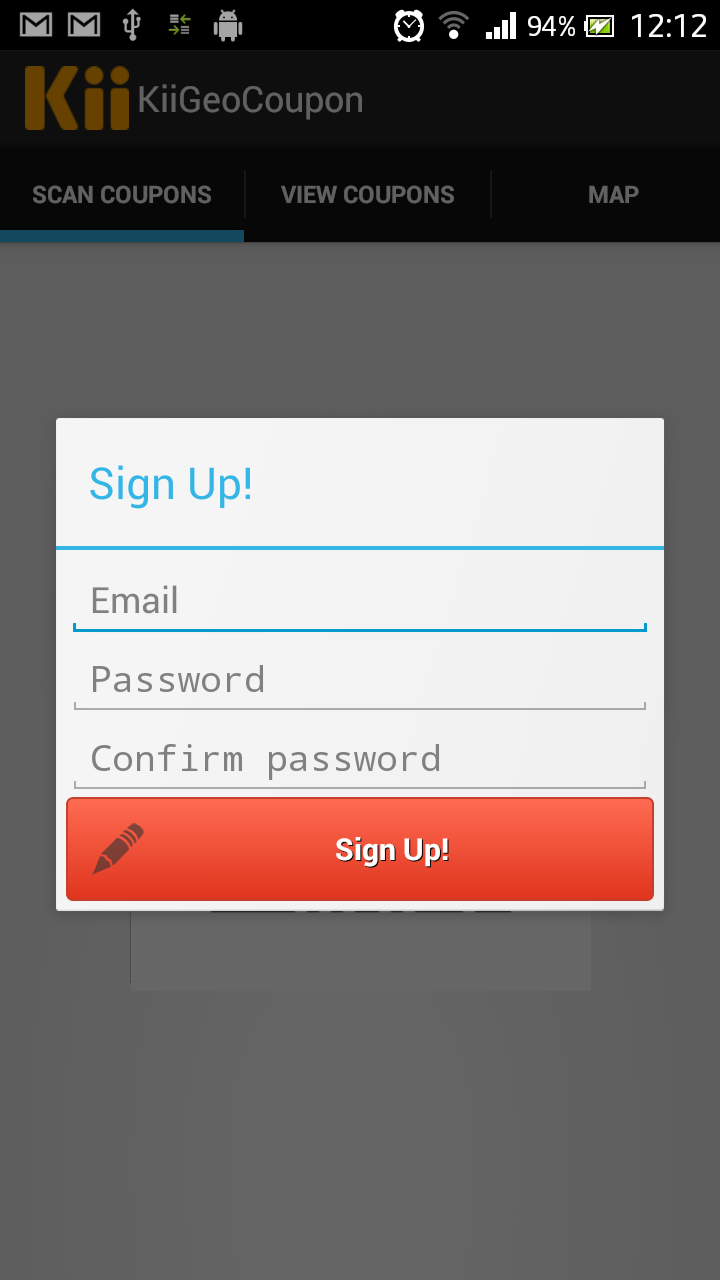 94% 12:12
Kii KiiGeoCoupon
SCAN COUPONS VIEW COUPONS MAP
Sign Up!
Email
Password
Confirm password
Sign Up!